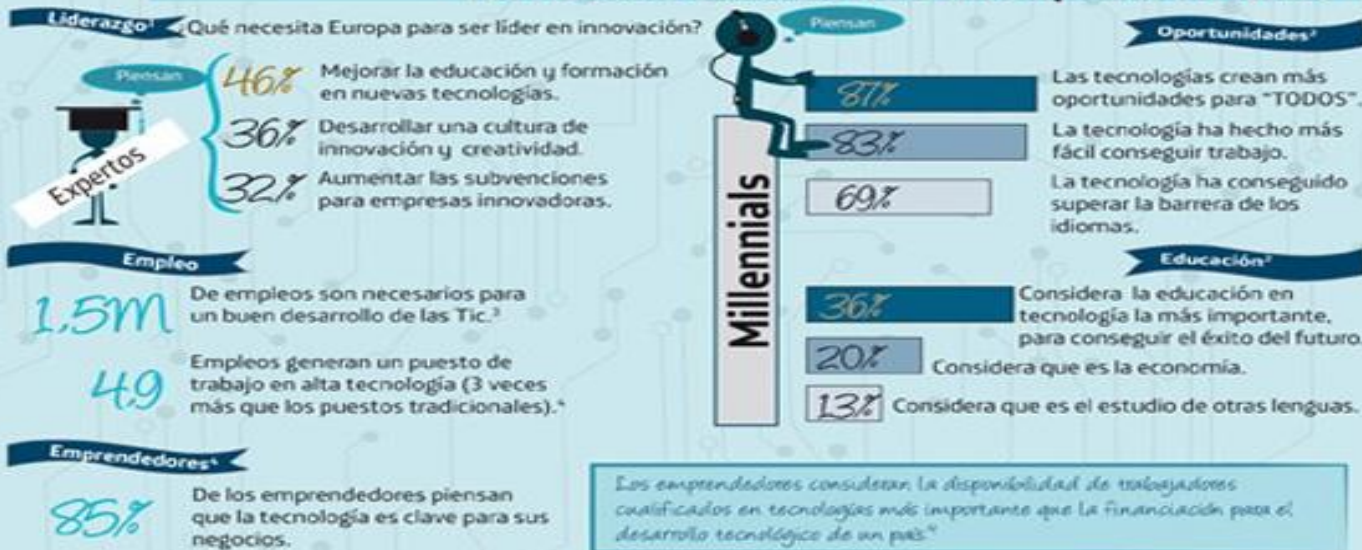 Liderazgo¹
¿Qué necesita Europa para ser líder en innovación?
Piensan
Expertos
46% Mejorar la educación y formación
en nuevas tecnologías.
36% Desarrollar una cultura de
innovación y creatividad.
32% Aumentar las subvenciones
para empresas innovadoras.
Empleo
1,5M De empleos son necesarios para
un buen desarrollo de las Tic.³
4,9 Empleos generan un puesto de
trabajo en alta tecnología (3 veces
más que los puestos tradicionales).⁴
Emprendedores⁴
85% De los emprendedores piensan
que la tecnología es clave para sus
negocios.
Piensan
Millennials
Oportunidades²
87% Las tecnologías crean más
oportunidades para "TODOS".
83% La tecnología ha hecho más
fácil conseguir trabajo.
69% La tecnología ha conseguido
superar la barrera de los
idiomas.
Educación²
36% Considera la educación en
tecnología la más importante,
para conseguir el éxito del futuro.
20% Considera que es la economía.
13% Considera que es el estudio de otras lenguas.
Los emprendedores consideran la disponibilidad de trabajadores
cualificados en tecnologías más importante que la financiación para el
desarrollo tecnológico de un país.⁴